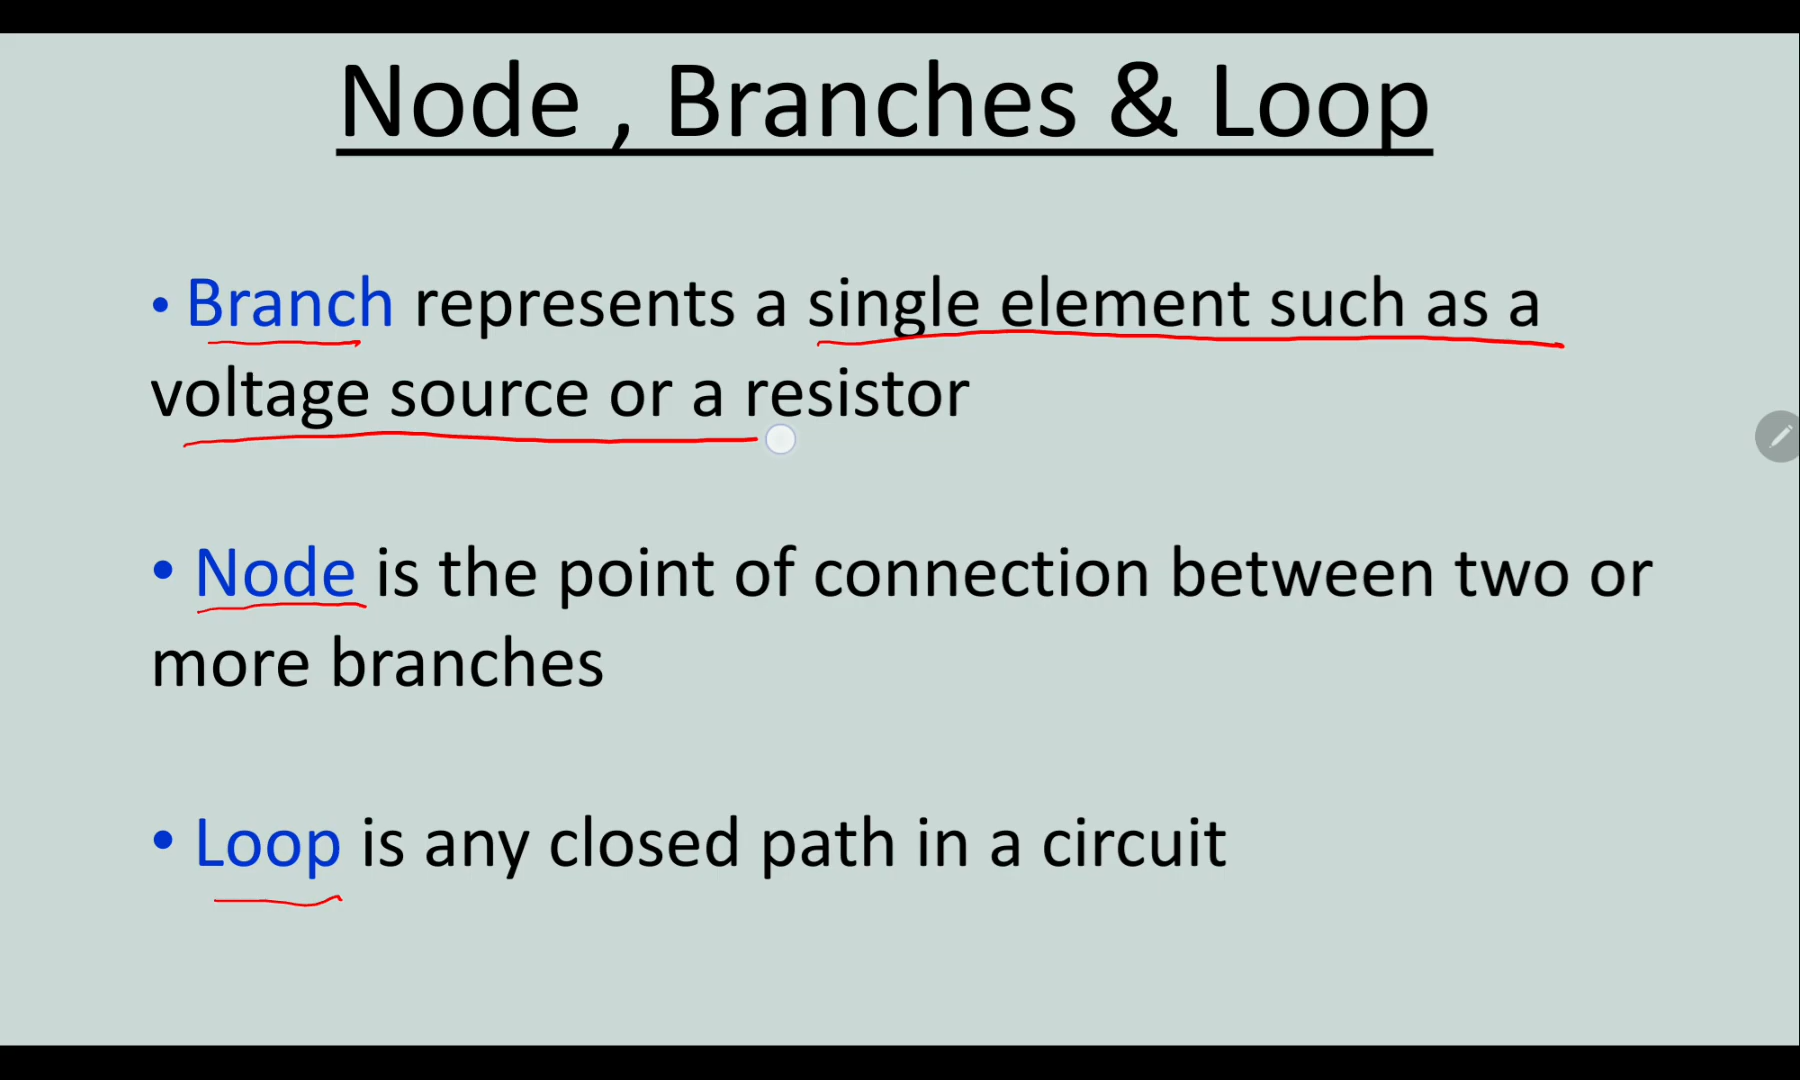 Node , Branches & Loop
• Branch represents a single element such as a
voltage source or a resistor
• Node is the point of connection between two or
more branches
• Loop is any closed path in a circuit